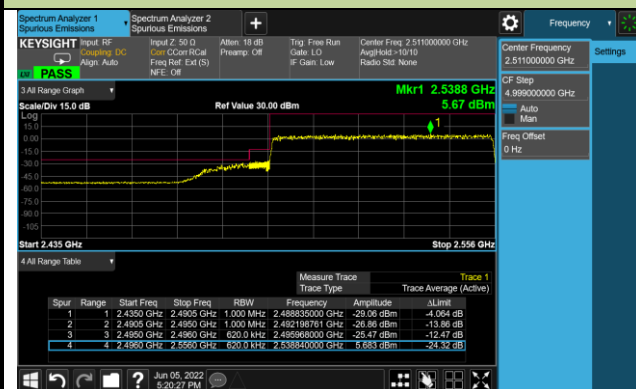 Spectrum Analyzer 1
Spurious Emissions
Spectrum Analyzer 2
Spurious Emissions
+
Frequency
KEYSIGHT
Input: RF
Coupling: DC
Align: Auto
Input Z: 50 Ω
Corr CCorr RCal
Freq Ref: Ext (S)
NFE: Off
Atten: 18 dB
Preamp: Off
Trig: Free Run
Gate: LO
IF Gain: Low
Center Freq: 2.511000000 GHz
Avg|Hold:>10/10
Radio Std: None
PASS
Center Frequency
2.511000000 GHz
Settings
CF Step
4.999000000 GHz
Auto
Man
Freq Offset
0 Hz
3 All Range Graph
Mkr1 2.5388 GHz
5.67 dBm
Scale/Div 15.0 dB
Ref Value 30.00 dBm
Log
15.0
0.00
-15.0
-30.0
-45.0
-60.0
-75.0
-90.0
-105
1
Start 2.435 GHz
Stop 2.556 GHz
4 All Range Table
Measure Trace Trace 1
Trace Type Trace Average (Active)
Spur Range Start Freq Stop Freq RBW Frequency Amplitude ΔLimit
1 1 2.4350 GHz 2.4905 GHz 1.000 MHz 2.488835000 GHz -29.06 dBm -4.064 dB
2 2 2.4905 GHz 2.4950 GHz 1.000 MHz 2.492198761 GHz -26.86 dBm -13.86 dB
3 3 2.4950 GHz 2.4960 GHz 620.0 kHz 2.495968000 GHz -25.47 dBm -12.47 dB
4 4 2.4960 GHz 2.5560 GHz 620.0 kHz 2.538840000 GHz 5.683 dBm -24.32 dB
Jun 05, 2022
5:20:27 PM